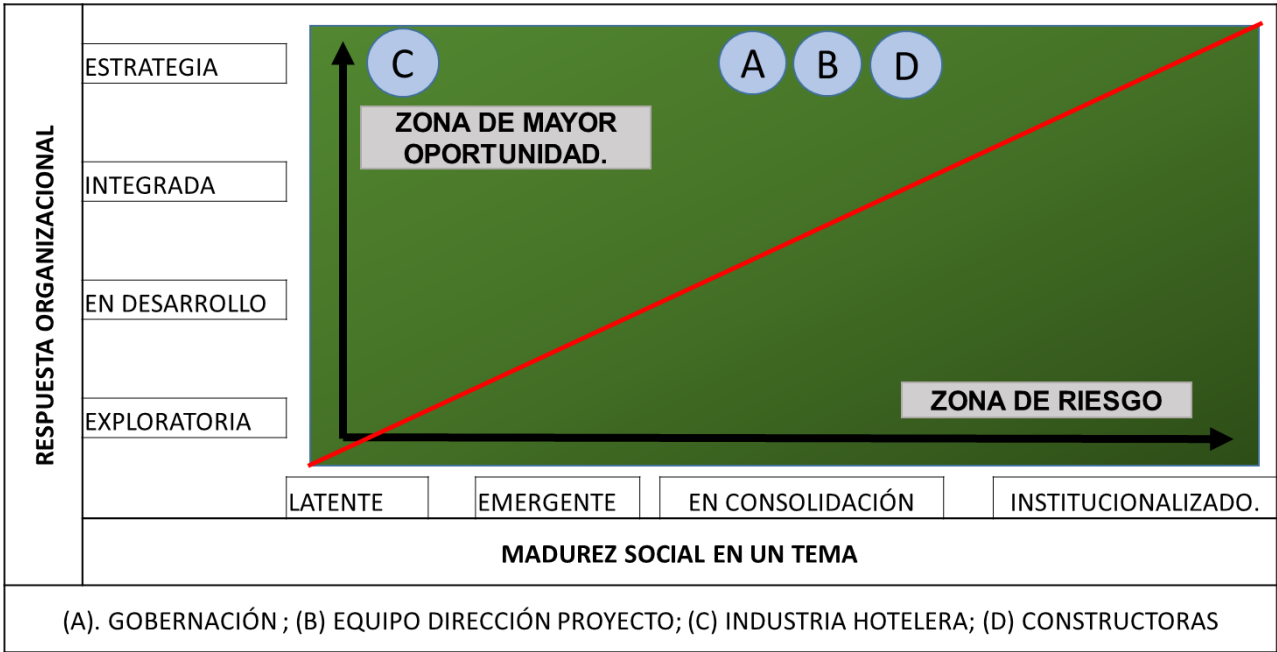 RESPUESTA ORGANIZACIONAL
ESTRATEGIA
INTEGRADA
EN DESARROLLO
EXPLORATORIA
C
A
B
D
ZONA DE MAYOR
OPORTUNIDAD.
ZONA DE RIESGO
LATENTE
EMERGENTE
EN CONSOLIDACIÓN
INSTITUCIONALIZADO.
MADUREZ SOCIAL EN UN TEMA
(A). GOBERNACIÓN ; (B) EQUIPO DIRECCIÓN PROYECTO; (C) INDUSTRIA HOTELERA; (D) CONSTRUCTORAS